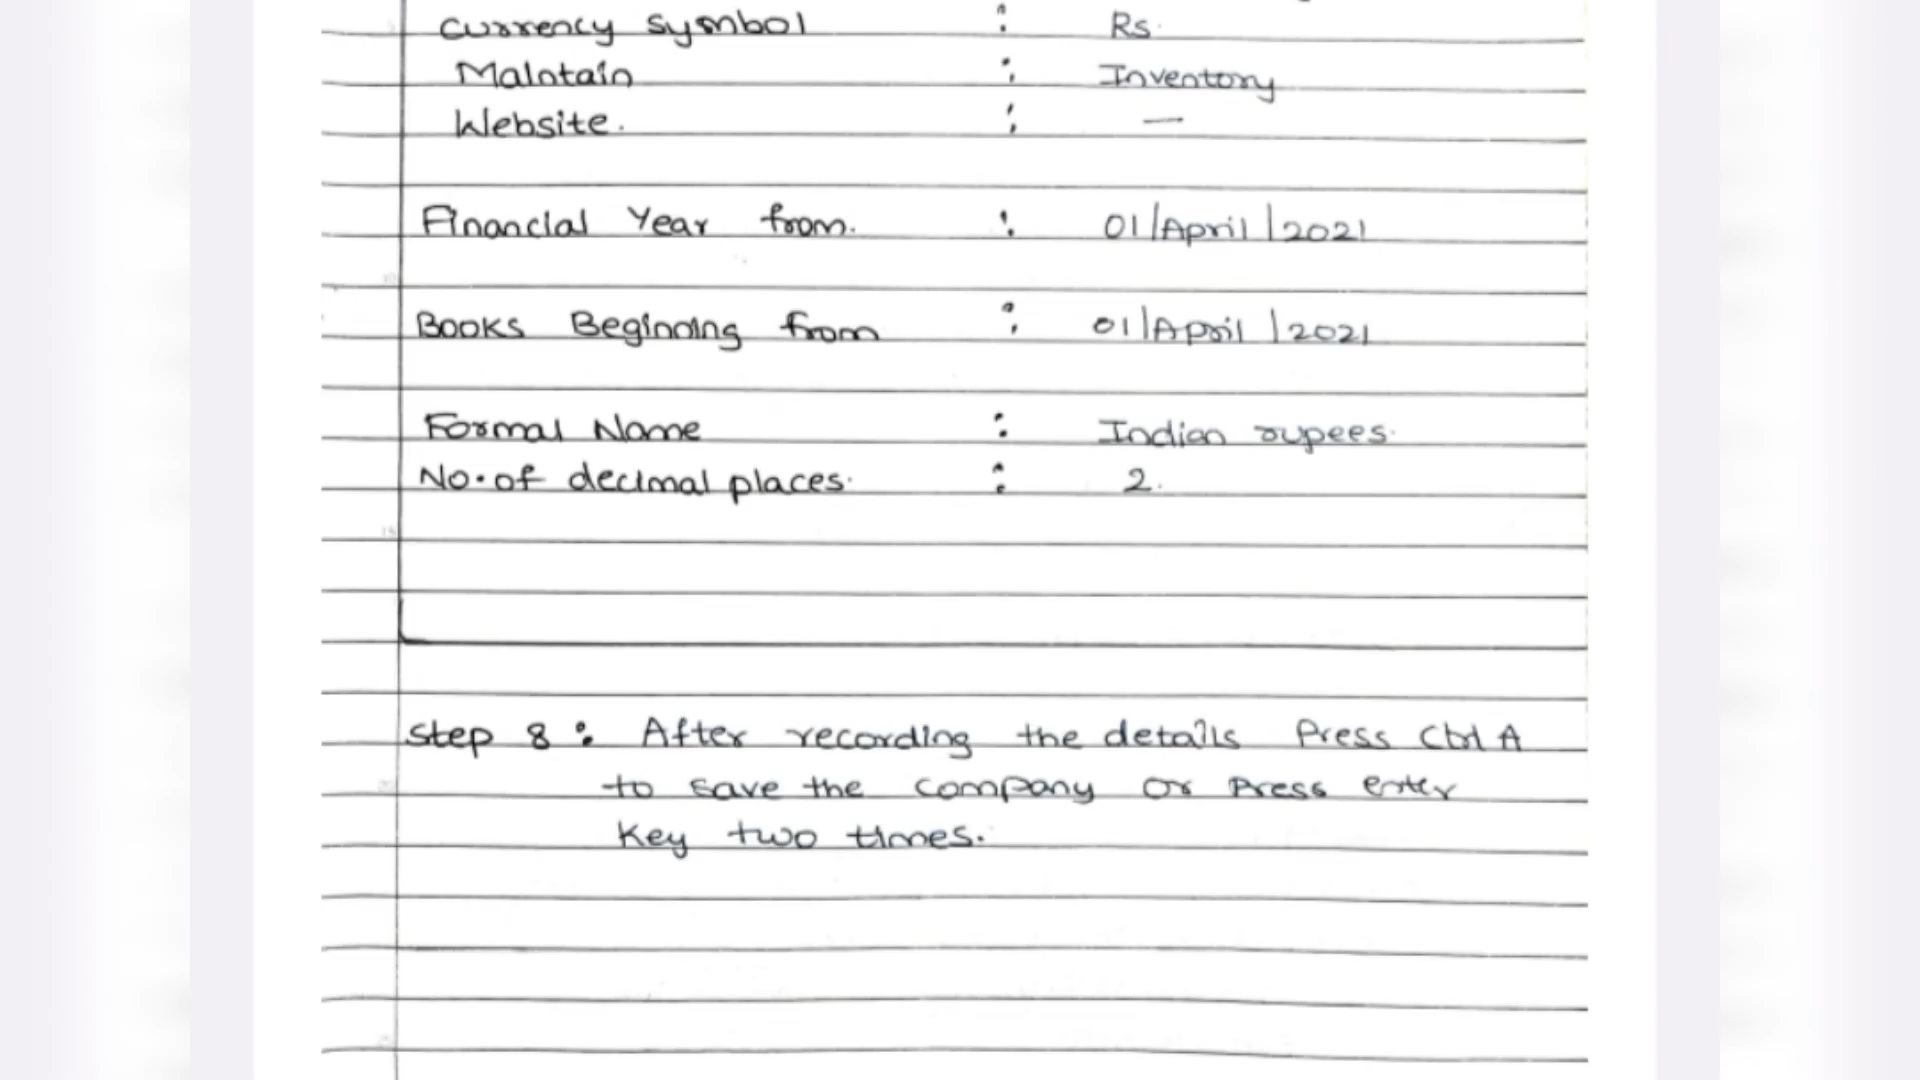 Currency Symbol : Rs.
Maintain : Inventory
Website. : —
Financial Year from. : 01/April/2021
Books Beginning from : 01/April/2021
Formal Name : Indian rupees.
No. of decimal places. : 2.
Step 8 : After recording the details Press Ctrl A
to save the company or Press enter
Key two times.